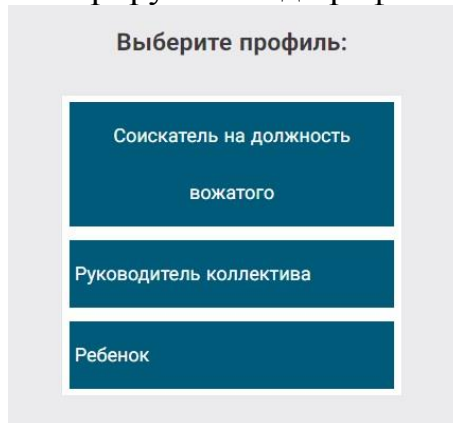 Выберите профиль:
Соискатель на должность
вожатого
Руководитель коллектива
Ребенок